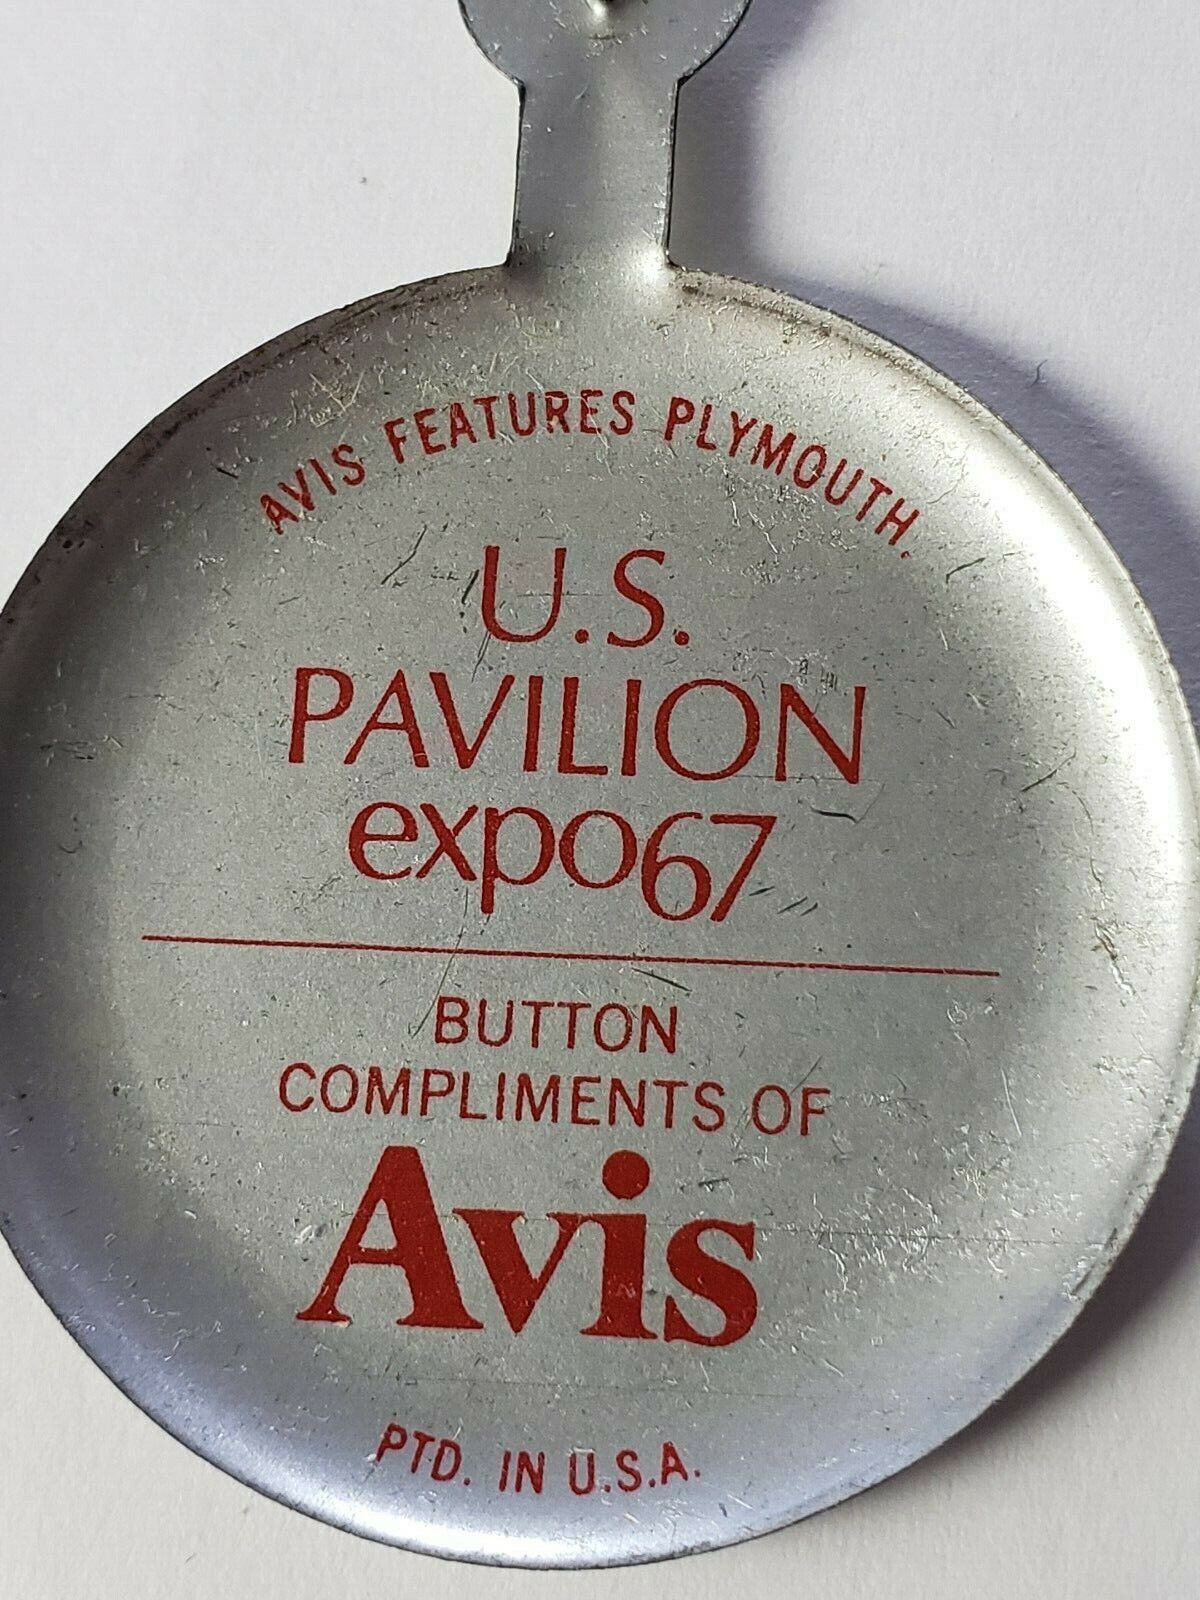 AVIS FEATURES PLYMOUTH.
U.S.
PAVILION
expo67
BUTTON
COMPLIMENTS OF
Avis
PTD. IN U.S.A.